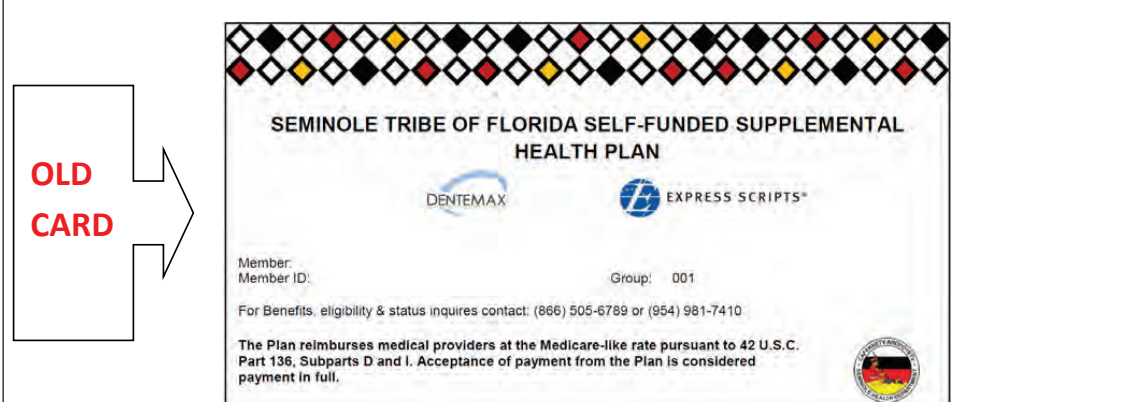 OLD
CARD
SEMINOLE TRIBE OF FLORIDA SELF-FUNDED SUPPLEMENTAL
HEALTH PLAN
DENTEMAX
EXPRESS SCRIPTS®
Member:
Member ID:
Group: 001
For Benefits, eligibility & status inquires contact: (866) 505-6789 or (954) 981-7410
The Plan reimburses medical providers at the Medicare-like rate pursuant to 42 U.S.C.
Part 136, Subparts D and I. Acceptance of payment from the Plan is considered
payment in full.
SEMINOLE HEALTH DEPARTMENT